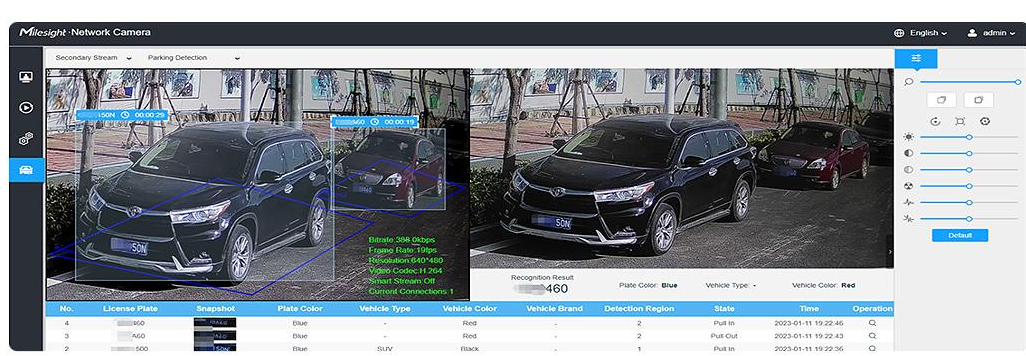 Milesight · Network Camera English admin
Secondary Stream Parking Detection
50N 00:00:29
460 00:00:19
50N
50N
Bitrate:388.0kbps
Frame Rate:19fps
Resolution:640*480
Video Codec:H.264
Smart Stream:Off
Current Connections:1
Default
Recognition Result
460 Plate Color: Blue Vehicle Type: - Vehicle Color: Red
No. License Plate Snapshot Plate Color Vehicle Type Vehicle Color Vehicle Brand Detection Region State Time Operation
4 460 Blue - Red - 2 Pull In 2023-01-11 19:22:46
3 A60 Blue - Red - 2 Pull Out 2023-01-11 19:22:43
2 500 Blue SUV Black - 1 Pull In 2023-01-11 19:22:36